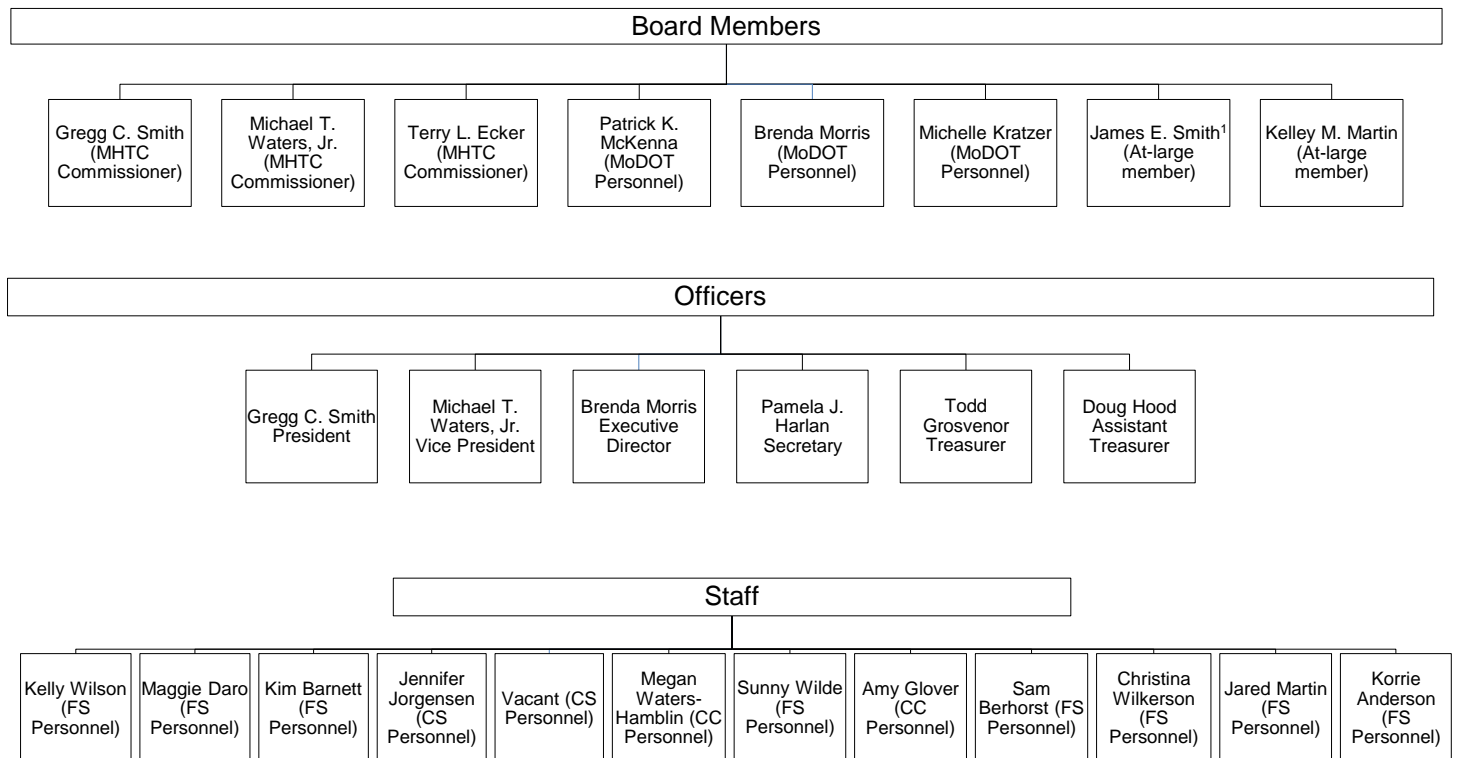 Board Members
Gregg C. Smith
(MHTC
Commissioner)
Michael T.
Waters, Jr.
(MHTC
Commissioner)
Terry L. Ecker
(MHTC
Commissioner)
Patrick K.
McKenna
(MoDOT
Personnel)
Brenda Morris
(MoDOT
Personnel)
Michelle Kratzer
(MoDOT
Personnel)
James E. Smith¹
(At-large
member)
Kelley M. Martin
(At-large
member)
Officers
Gregg C. Smith
President
Michael T.
Waters, Jr.
Vice President
Brenda Morris
Executive
Director
Pamela J.
Harlan
Secretary
Todd
Grosvenor
Treasurer
Doug Hood
Assistant
Treasurer
Staff
Kelly Wilson
(FS
Personnel)
Maggie Daro
(FS
Personnel)
Kim Barnett
(FS
Personnel)
Jennifer
Jorgensen
(CS
Personnel)
Vacant (CS
Personnel)
Megan
Waters-
Hamblin (CC
Personnel)
Sunny Wilde
(FS
Personnel)
Amy Glover
(CC
Personnel)
Sam
Berhorst (FS
Personnel)
Christina
Wilkerson
(FS
Personnel)
Jared Martin
(FS
Personnel)
Korrie
Anderson
(FS
Personnel)